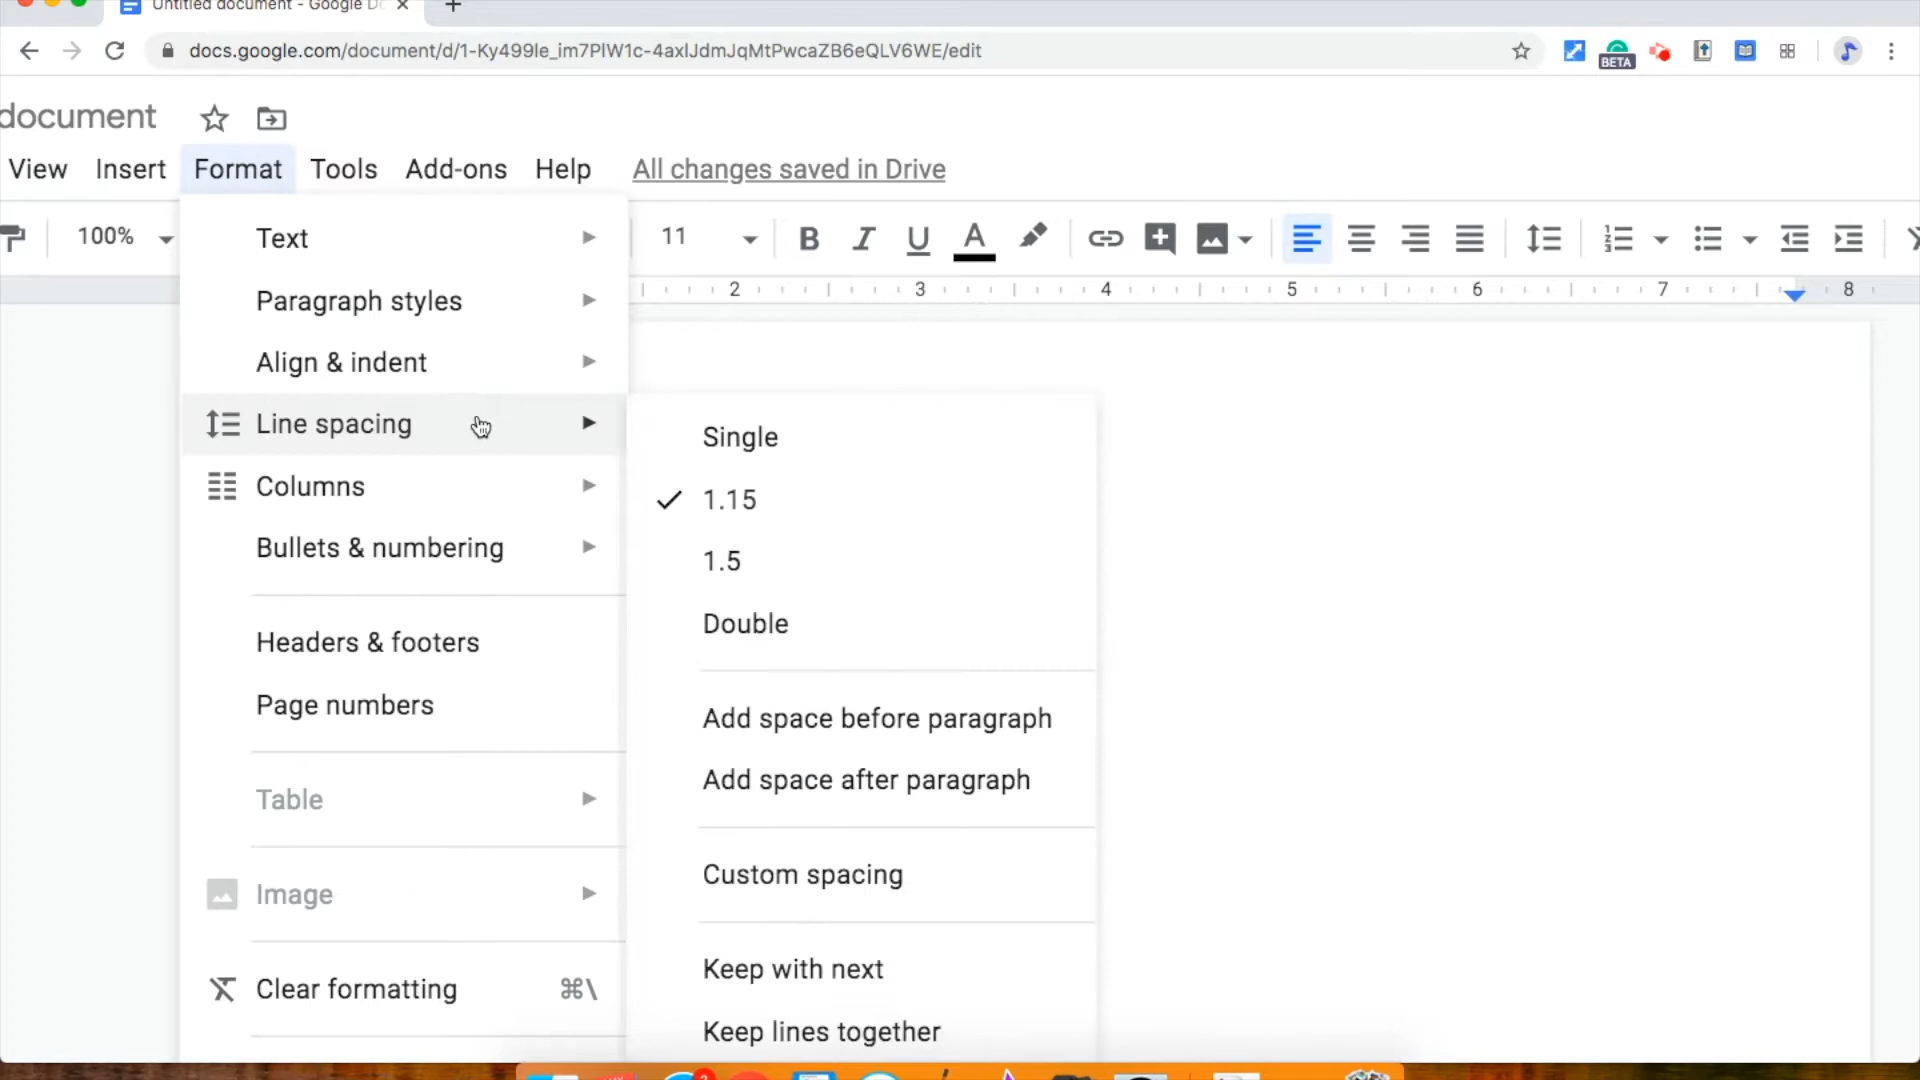 Untitled document - Google Do
docs.google.com/document/d/1-Ky499le_im7PlW1c-4axlJdmJqMtPwcaZB6eQLV6WE/edit
BETA
document
View Insert Format Tools Add-ons Help All changes saved in Drive
100% 11 B I U A
2 3 4 5 6 7 8
Text
Paragraph styles
Align & indent
Line spacing
Columns
Bullets & numbering
Headers & footers
Page numbers
Table
Image
Clear formatting ⌘\
Single
1.15
1.5
Double
Add space before paragraph
Add space after paragraph
Custom spacing
Keep with next
Keep lines together